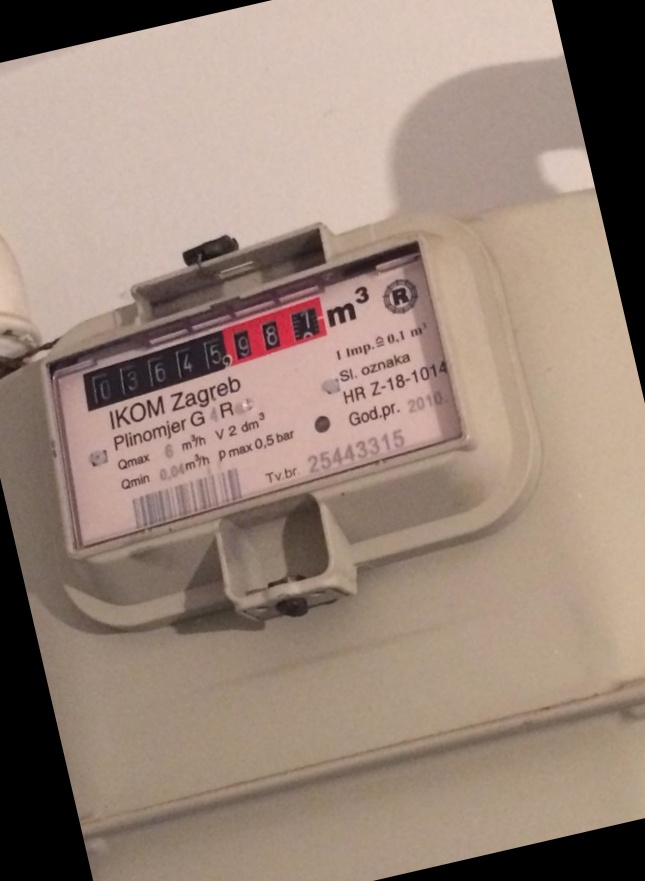 03645,987 m³ ®
1 Imp.≙0,1 m³
IKOM Zagreb
Sl. oznaka
Plinomjer G 4 R
HR Z-18-1014
Qmax 6 m³/h V 2 dm³
God.pr. 2010.
Qmin 0,04 m³/h p max 0,5 bar
Tv.br. 25443315